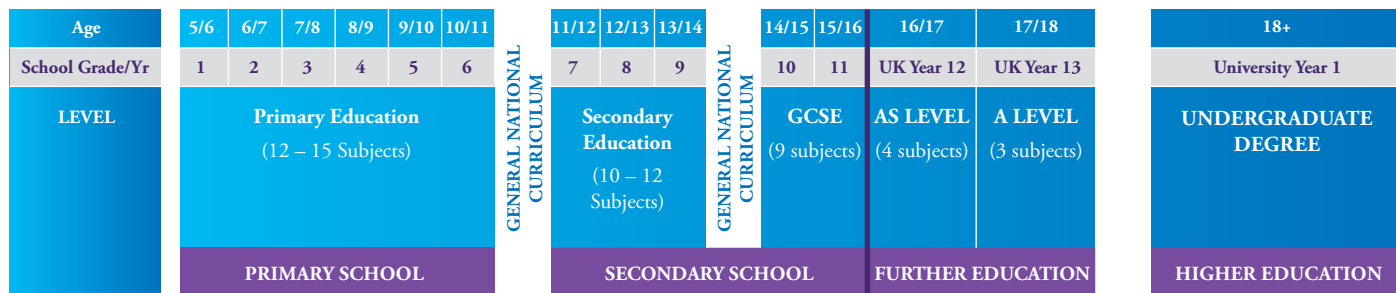 Age 5/6 6/7 7/8 8/9 9/10 10/11 11/12 12/13 13/14 14/15 15/16 16/17 17/18 18+
School Grade/Yr 1 2 3 4 5 6 7 8 9 10 11 UK Year 12 UK Year 13 University Year 1
LEVEL
Primary Education
(12 – 15 Subjects)
GENERAL NATIONAL
CURRICULUM
Secondary
Education
(10 – 12
Subjects)
GENERAL NATIONAL
CURRICULUM
GCSE
(9 subjects)
AS LEVEL
(4 subjects)
A LEVEL
(3 subjects)
UNDERGRADUATE
DEGREE
PRIMARY SCHOOL
SECONDARY SCHOOL
FURTHER EDUCATION
HIGHER EDUCATION